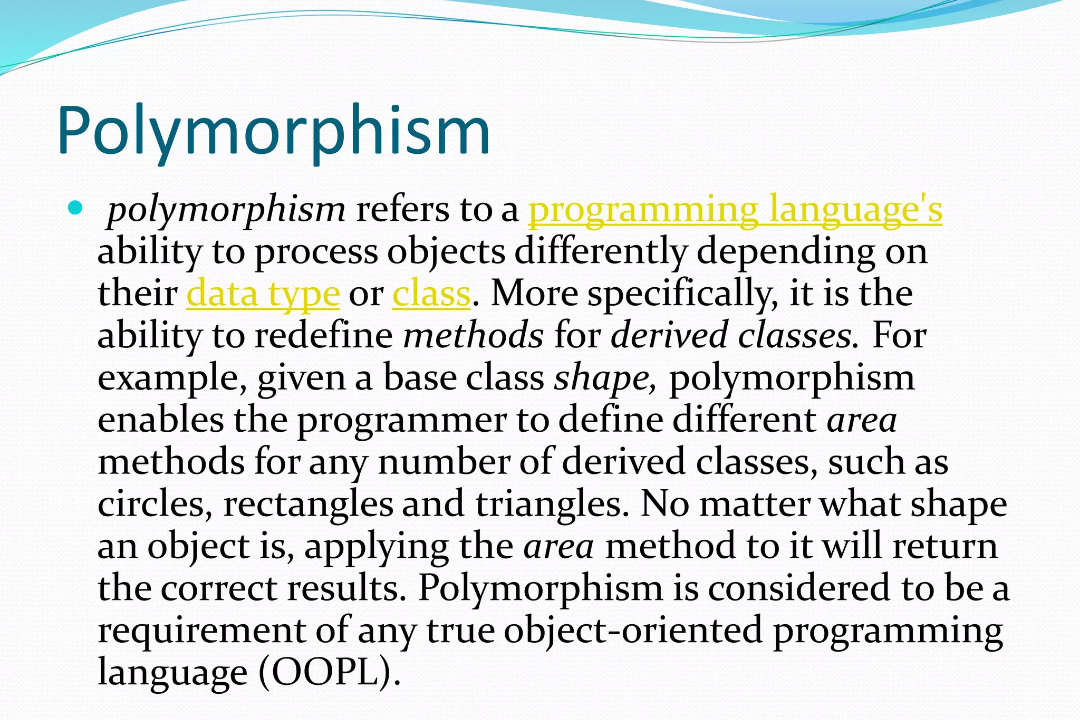 Polymorphism
• polymorphism refers to a programming language's
ability to process objects differently depending on
their data type or class. More specifically, it is the
ability to redefine methods for derived classes. For
example, given a base class shape, polymorphism
enables the programmer to define different area
methods for any number of derived classes, such as
circles, rectangles and triangles. No matter what shape
an object is, applying the area method to it will return
the correct results. Polymorphism is considered to be a
requirement of any true object-oriented programming
language (OOPL).